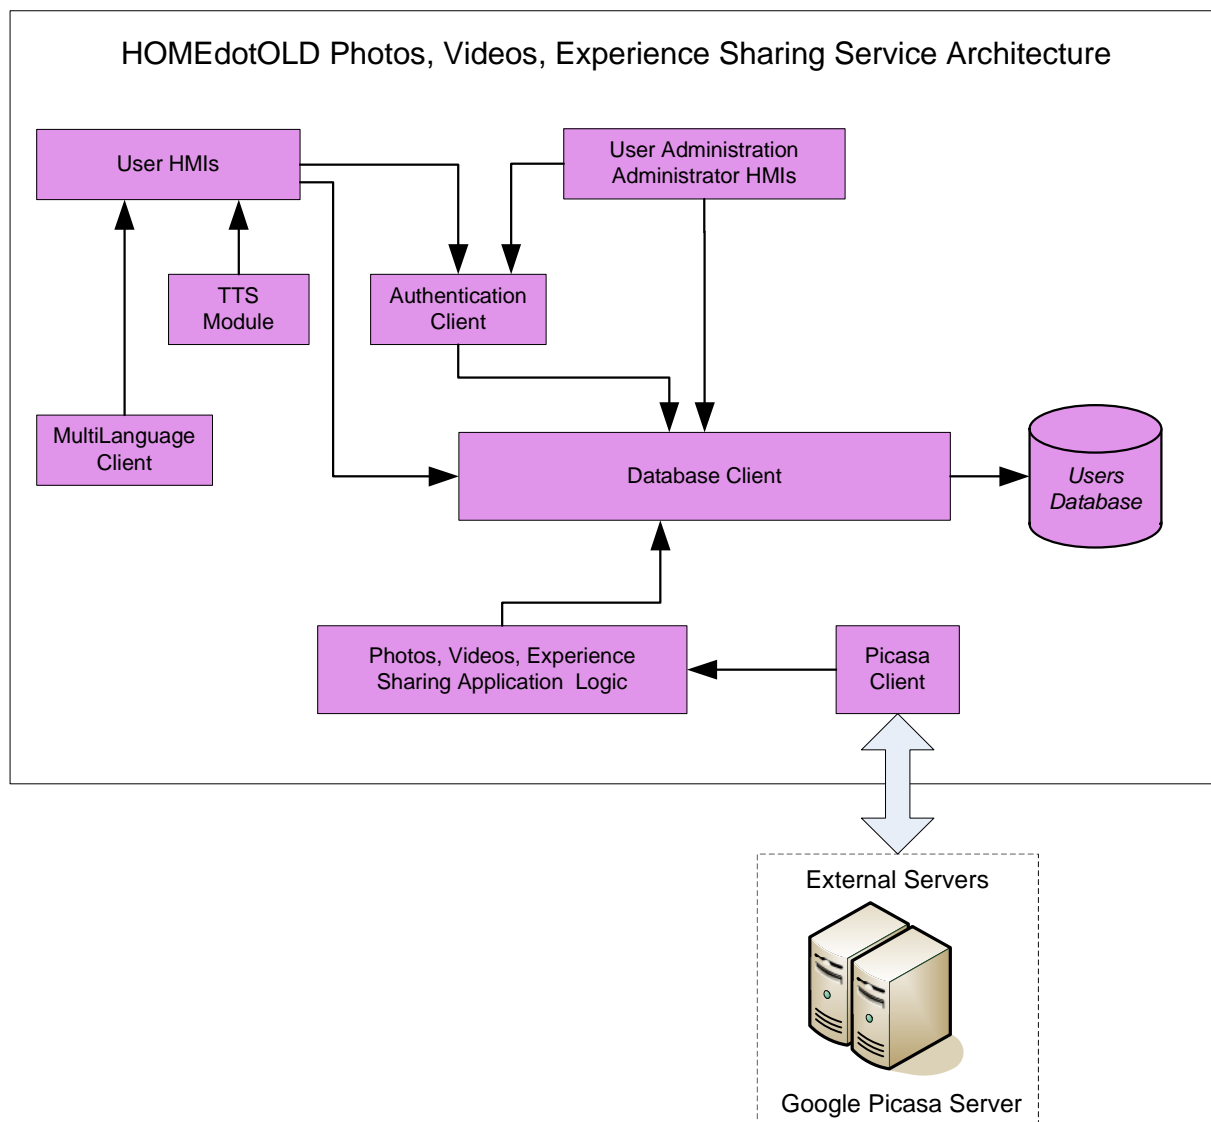 HOMEdotOLD Photos, Videos, Experience Sharing Service Architecture
User HMIs
User Administration
Administrator HMIs
TTS
Module
Authentication
Client
MultiLanguage
Client
Database Client
Users
Database
Photos, Videos, Experience
Sharing Application Logic
Picasa
Client
External Servers
Google Picasa Server